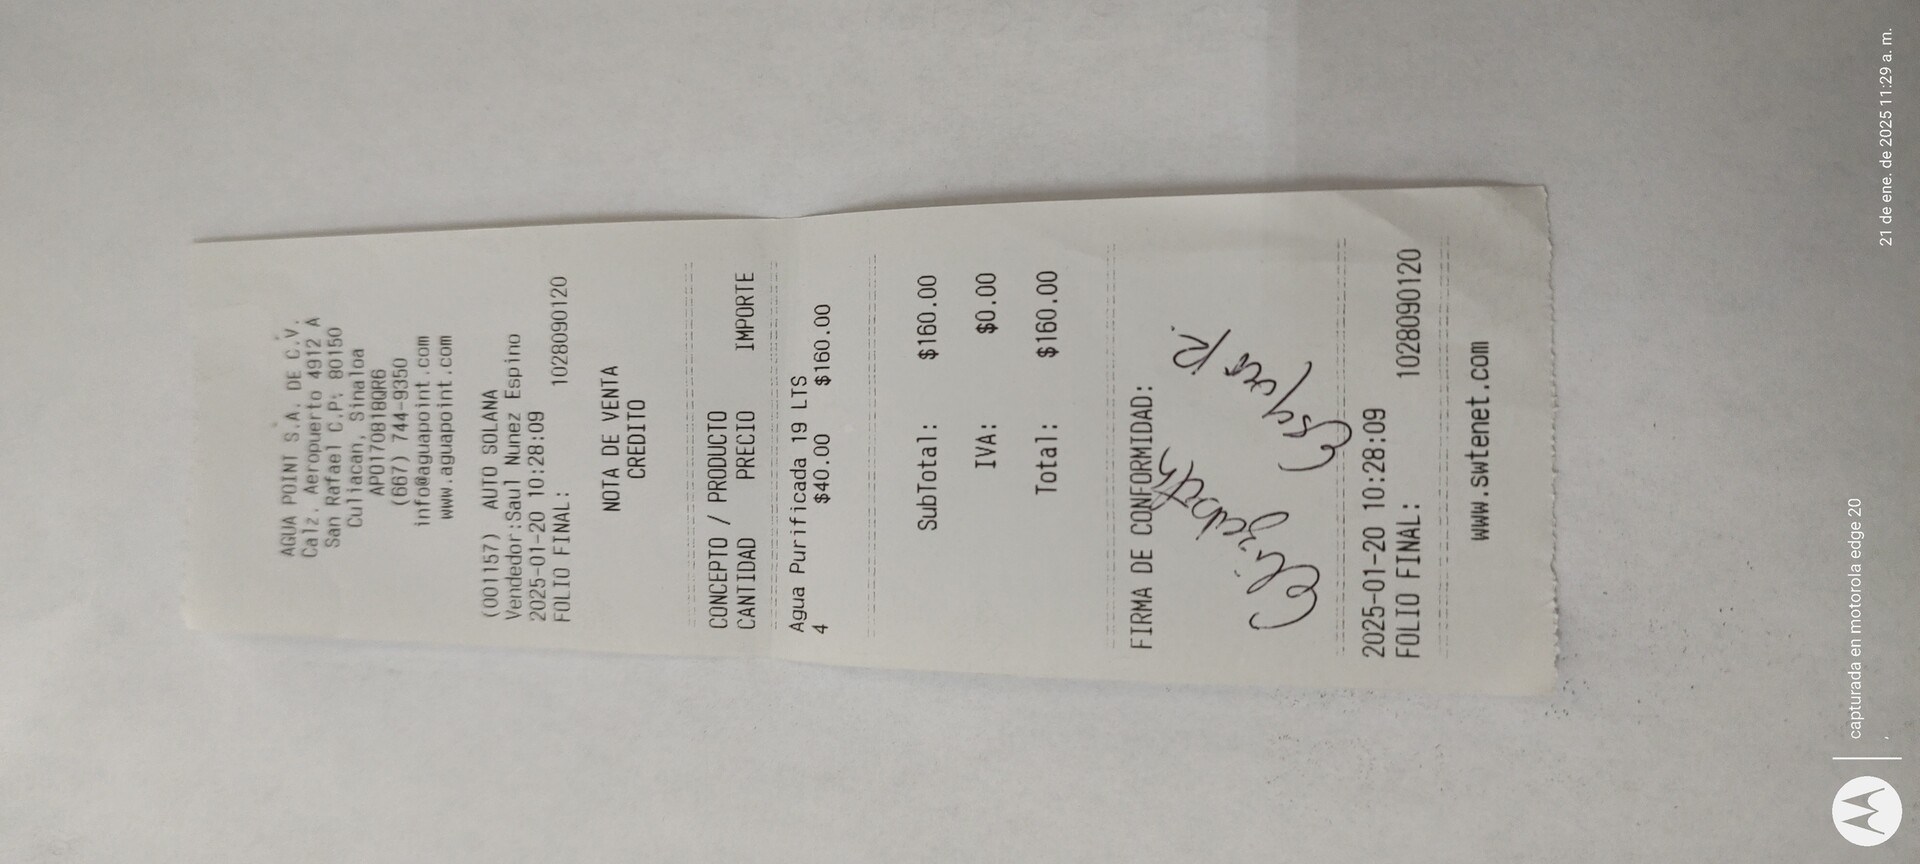 AGUA POINT S.A. DE C.V.
Calz. Aeropuerto 4912 A
San Rafael C.P: 80150
Culiacan, Sinaloa
APO170818QR6
(667) 744-9350
info@aguapoint.com
www.aguapoint.com
(001157) AUTO SOLANA
Vendedor:Saul Nunez Espino
2025-01-20 10:28:09
FOLIO FINAL: 1028090120
NOTA DE VENTA
CREDITO
CONCEPTO / PRODUCTO
CANTIDAD PRECIO IMPORTE
Agua Purificada 19 LTS
4 $40.00 $160.00
SubTotal: $160.00
IVA: $0.00
Total: $160.00
FIRMA DE CONFORMIDAD:
Elizabeth
R.
2025-01-20 10:28:09
FOLIO FINAL: 1028090120
www.swtenet.com
capturada en motorola edge 20
21 de ene. de 2025 11:29 a. m.